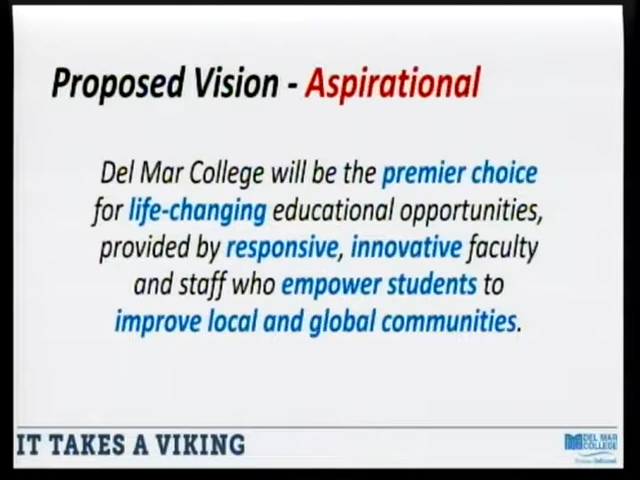 Proposed Vision - Aspirational
Del Mar College will be the premier choice
for life-changing educational opportunities,
provided by responsive, innovative faculty
and staff who empower students to
improve local and global communities.
IT TAKES A VIKING
DEL MAR
COLLEGE